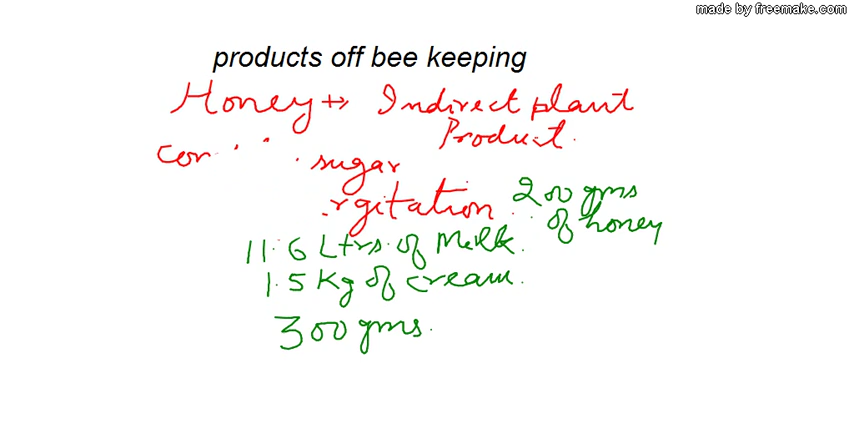 made by freemake.com
products off bee keeping
Honey → Indirect plant
Product.
sugar
200 gms
of honey
11.6 Ltrs. of Milk.
1.5 Kg of cream.
300 gms.